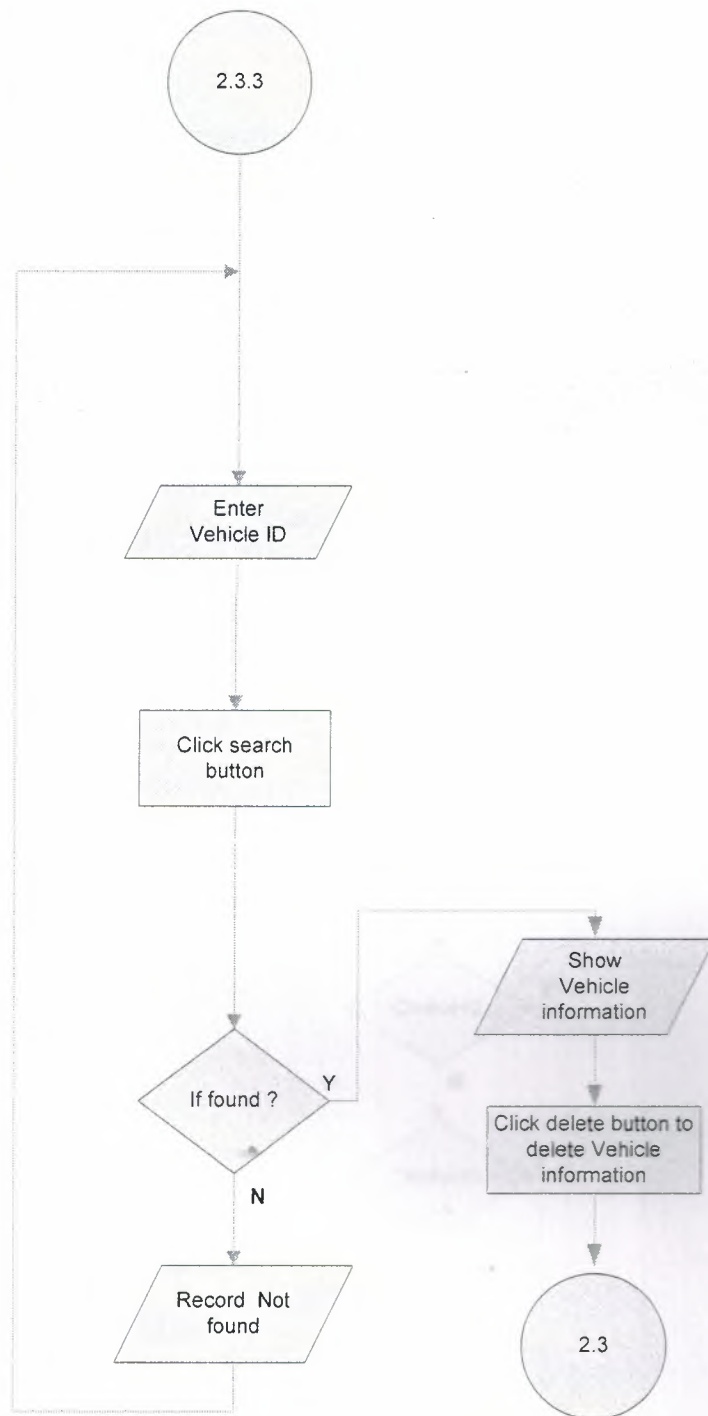 2.3.3
Enter
Vehicle ID
Click search
button
If found ?
Y
N
Record Not
found
Show
Vehicle
information
Click delete button to
delete Vehicle
information
2.3